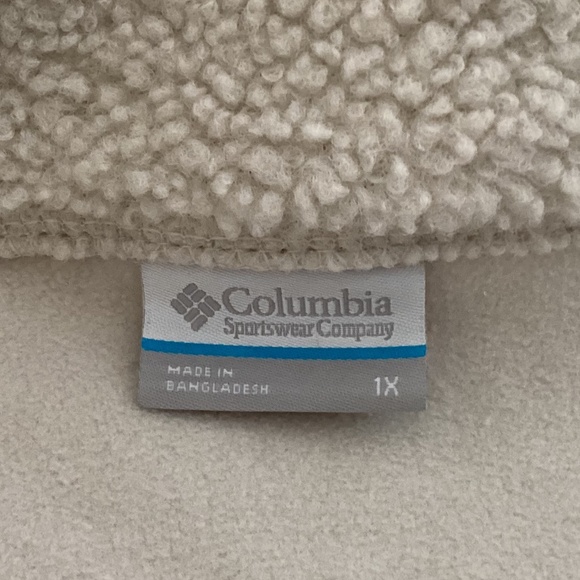 Columbia
Sportswear Company
MADE IN
BANGLADESH
1X